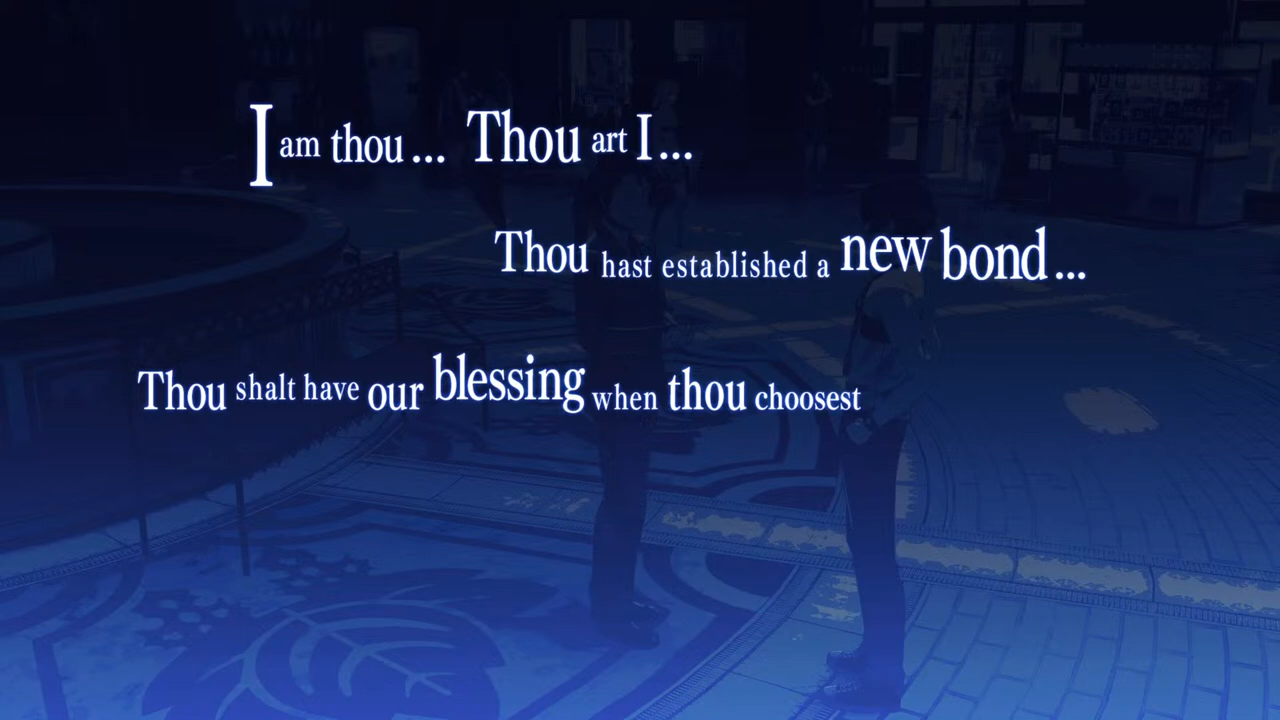 I am thou... Thou art I...
Thou hast established a new bond...
Thou shalt have our blessing when thou choosest